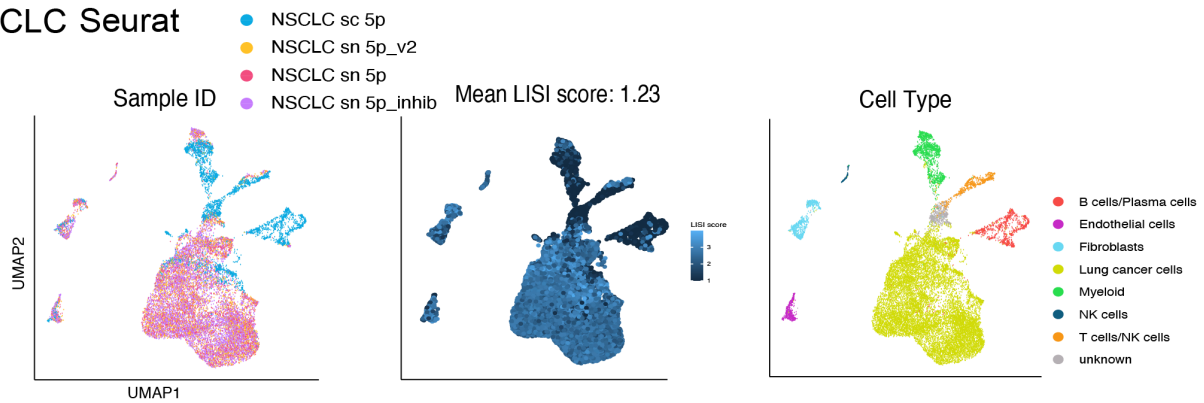 CLC Seurat
NSCLC sc 5p
NSCLC sn 5p_v2
NSCLC sn 5p
NSCLC sn 5p_inhib
Sample ID
Mean LISI score: 1.23
Cell Type
UMAP2
UMAP1
LISI score
3
2
1
B cells/Plasma cells
Endothelial cells
Fibroblasts
Lung cancer cells
Myeloid
NK cells
T cells/NK cells
unknown